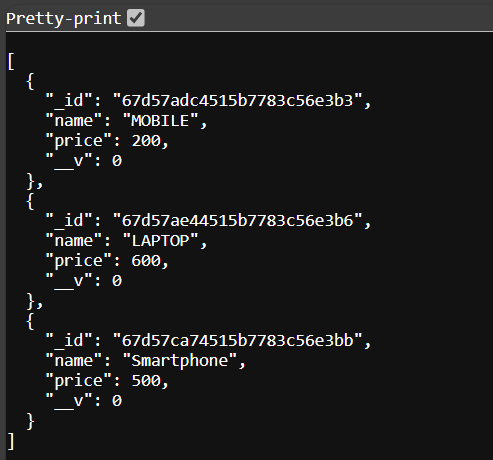 Pretty-print
[
  {
    "_id": "67d57adc4515b7783c56e3b3",
    "name": "MOBILE",
    "price": 200,
    "__v": 0
  },
  {
    "_id": "67d57ae44515b7783c56e3b6",
    "name": "LAPTOP",
    "price": 600,
    "__v": 0
  },
  {
    "_id": "67d57ca74515b7783c56e3bb",
    "name": "Smartphone",
    "price": 500,
    "__v": 0
  }
]